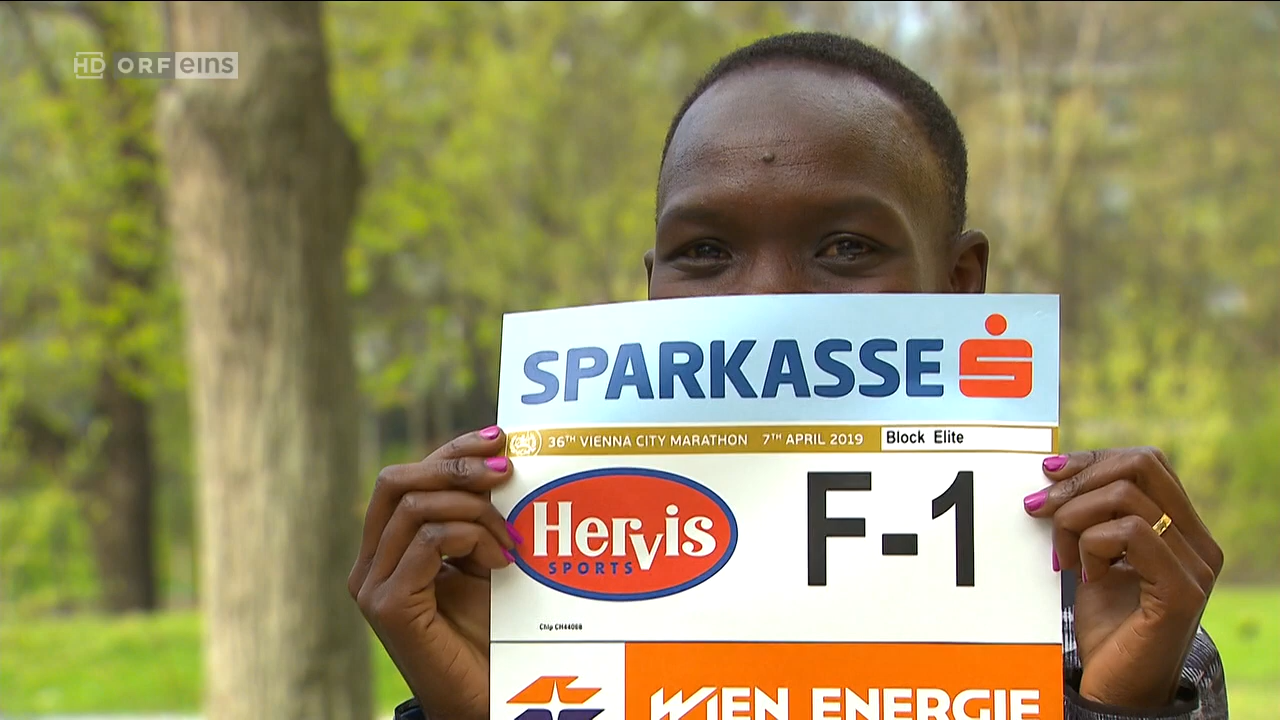 HD ORF eins
SPARKASSE S
36TH VIENNA CITY MARATHON 7TH APRIL 2019 Block Elite
HERVIS F-1
SPORTS
Chip CH44068
WIEN ENERGIE